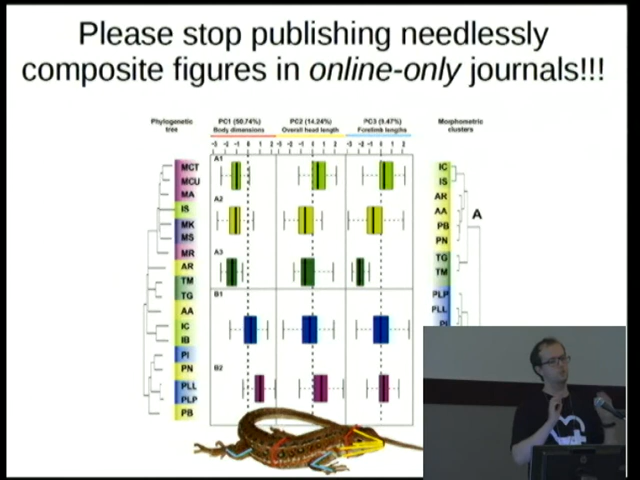 Please stop publishing needlessly
composite figures in online-only journals!!!
Phylogenetic
tree
PC1 (50.74%)
Body dimensions
PC2 (14.24%)
Overall head length
PC3 (9.47%)
Forelimb lengths
Morphometric
clusters
A1
A2
A3
B1
B2
MCT
MCU
MA
IS
MK
MS
MR
AR
TM
TG
AA
IC
IB
PI
PN
PLL
PLP
PB
IC
IS
AR
AA
PB
PN
TG
TM
PLP
PLL
A